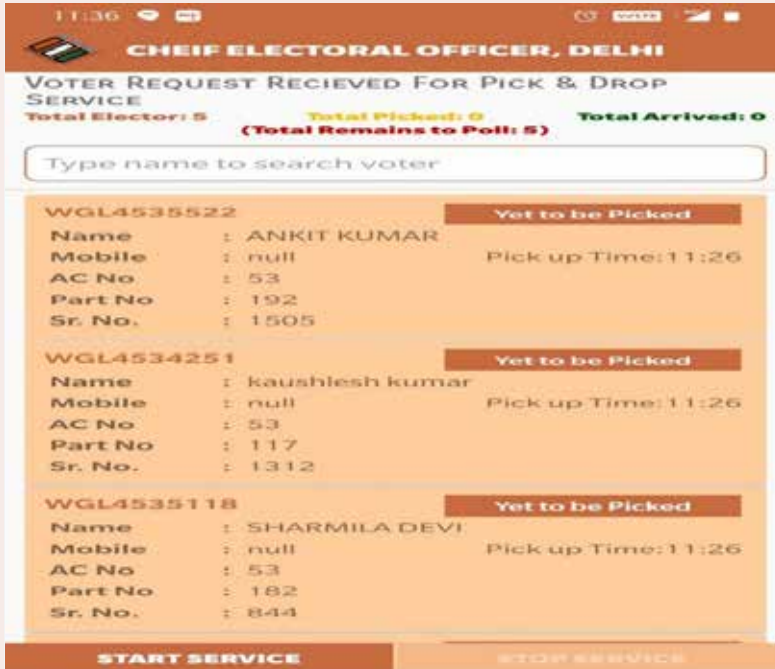 11:36
CHEIF ELECTORAL OFFICER, DELHI
VOTER REQUEST RECIEVED FOR PICK & DROP
SERVICE
Total Elector: 5 Total Picked: 0 Total Arrived: 0
(Total Remains to Poll: 5)
Type name to search voter
WGL4535522 Yet to be Picked
Name : ANKIT KUMAR
Mobile : null Pick up Time:11:26
AC No : 53
Part No : 192
Sr. No. : 1505
WGL4534251 Yet to be Picked
Name : kaushlesh kumar
Mobile : null Pick up Time:11:26
AC No : 53
Part No : 117
Sr. No. : 1312
WGL4535118 Yet to be Picked
Name : SHARMILA DEVI
Mobile : null Pick up Time:11:26
AC No : 53
Part No : 182
Sr. No. : 844
START SERVICE STOP SERVICE